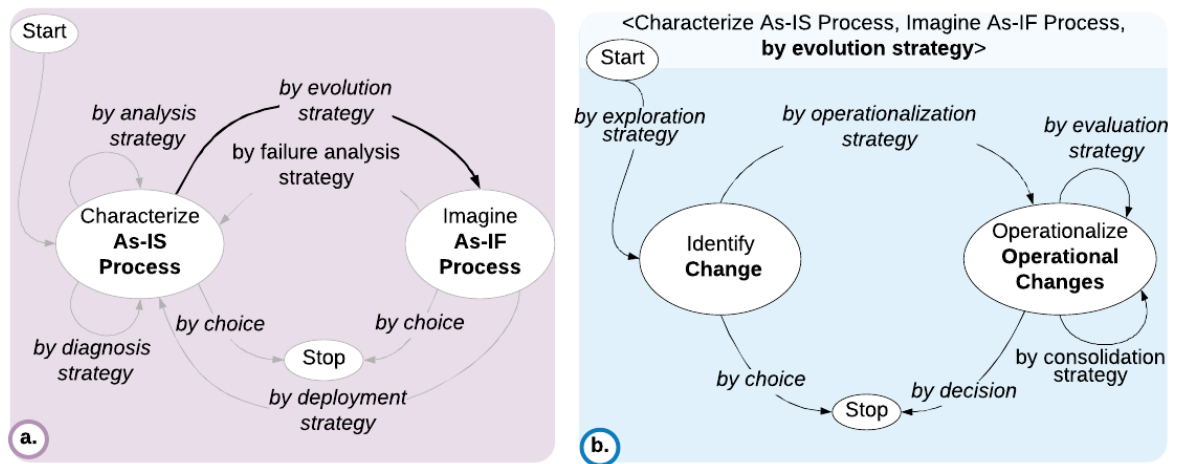 Start
by evolution
strategy
by analysis
strategy
by failure analysis
strategy
Characterize
As-IS
Process
Imagine
As-IF
Process
by choice
by choice
Stop
by diagnosis
strategy
by deployment
strategy
a.
<Characterize As-IS Process, Imagine As-IF Process,
by evolution strategy>
Start
by exploration
strategy
by operationalization
strategy
by evaluation
strategy
Identify
Change
Operationalize
Operational
Changes
by choice
by decision
by consolidation
strategy
Stop
b.